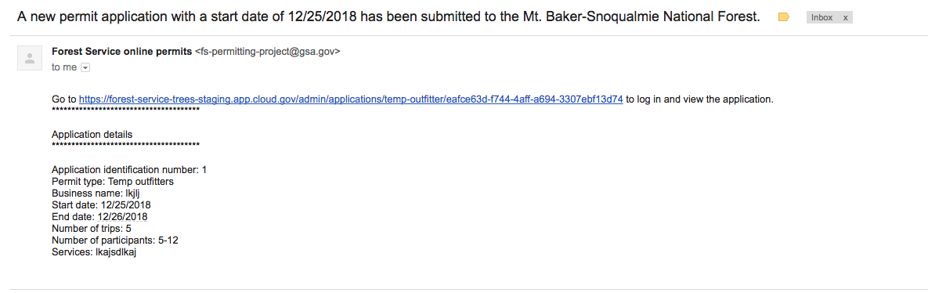 A new permit application with a start date of 12/25/2018 has been submitted to the Mt. Baker-Snoqualmie National Forest. Inbox x
Forest Service online permits <fs-permitting-project@gsa.gov>
to me
Go to https://forest-service-trees-staging.app.cloud.gov/admin/applications/temp-outfitter/eafce63d-f744-4aff-a694-3307ebf13d74 to log in and view the application.
**************************************
Application details
**************************************
Application identification number: 1
Permit type: Temp outfitters
Business name: lkjlj
Start date: 12/25/2018
End date: 12/26/2018
Number of trips: 5
Number of participants: 5-12
Services: lkajsdlkaj